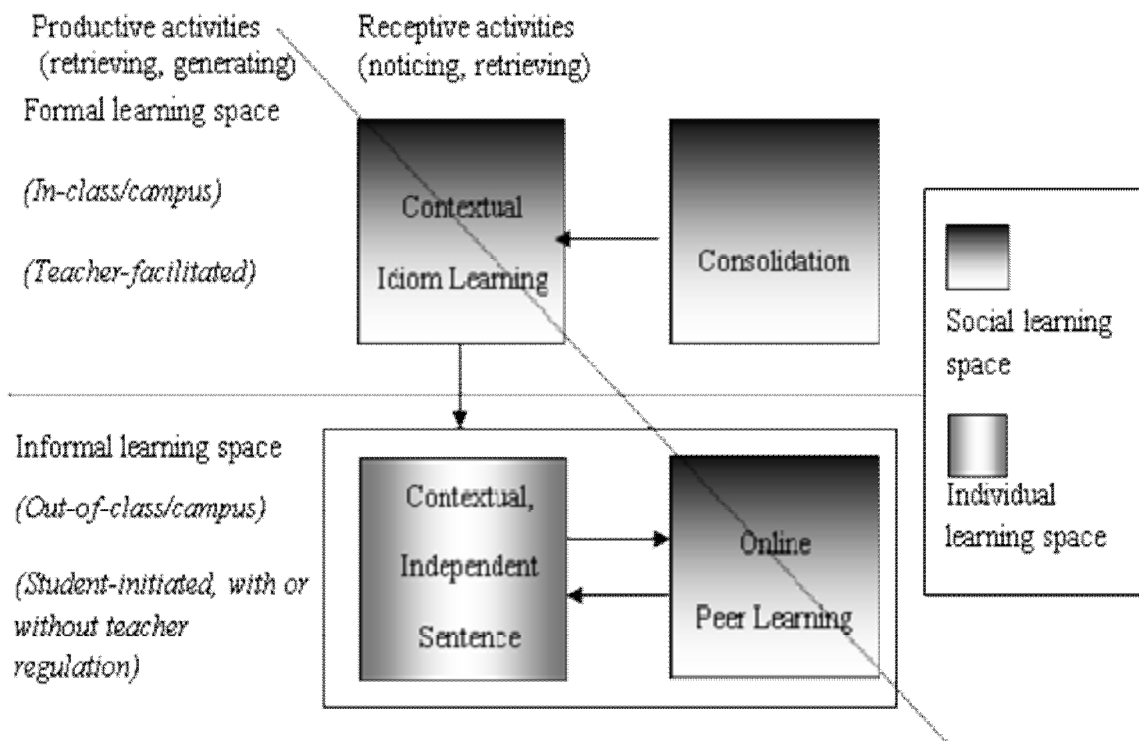 Productive activities
(retrieving, generating)
Receptive activities
(noticing, retrieving)
Formal learning space
(In-class/campus)
(Teacher-facilitated)
Contextual
Idiom Learning
Consolidation
Social learning
space
Individual
learning space
Informal learning space
(Out-of-class/campus)
(Student-initiated, with or
without teacher
regulation)
Contextual,
Independent
Sentence
Online
Peer Learning